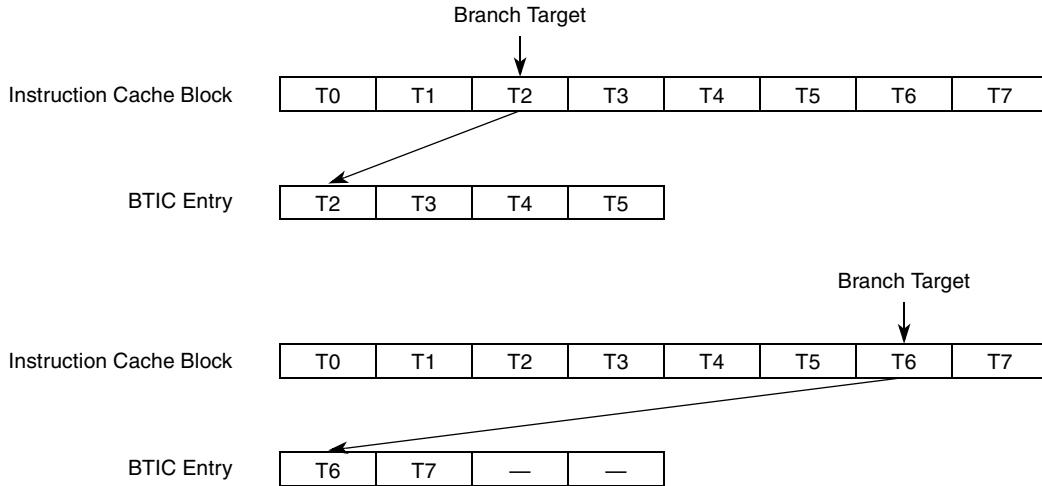 Branch Target
Instruction Cache Block T0 T1 T2 T3 T4 T5 T6 T7
BTIC Entry T2 T3 T4 T5
Branch Target
Instruction Cache Block T0 T1 T2 T3 T4 T5 T6 T7
BTIC Entry T6 T7 — —